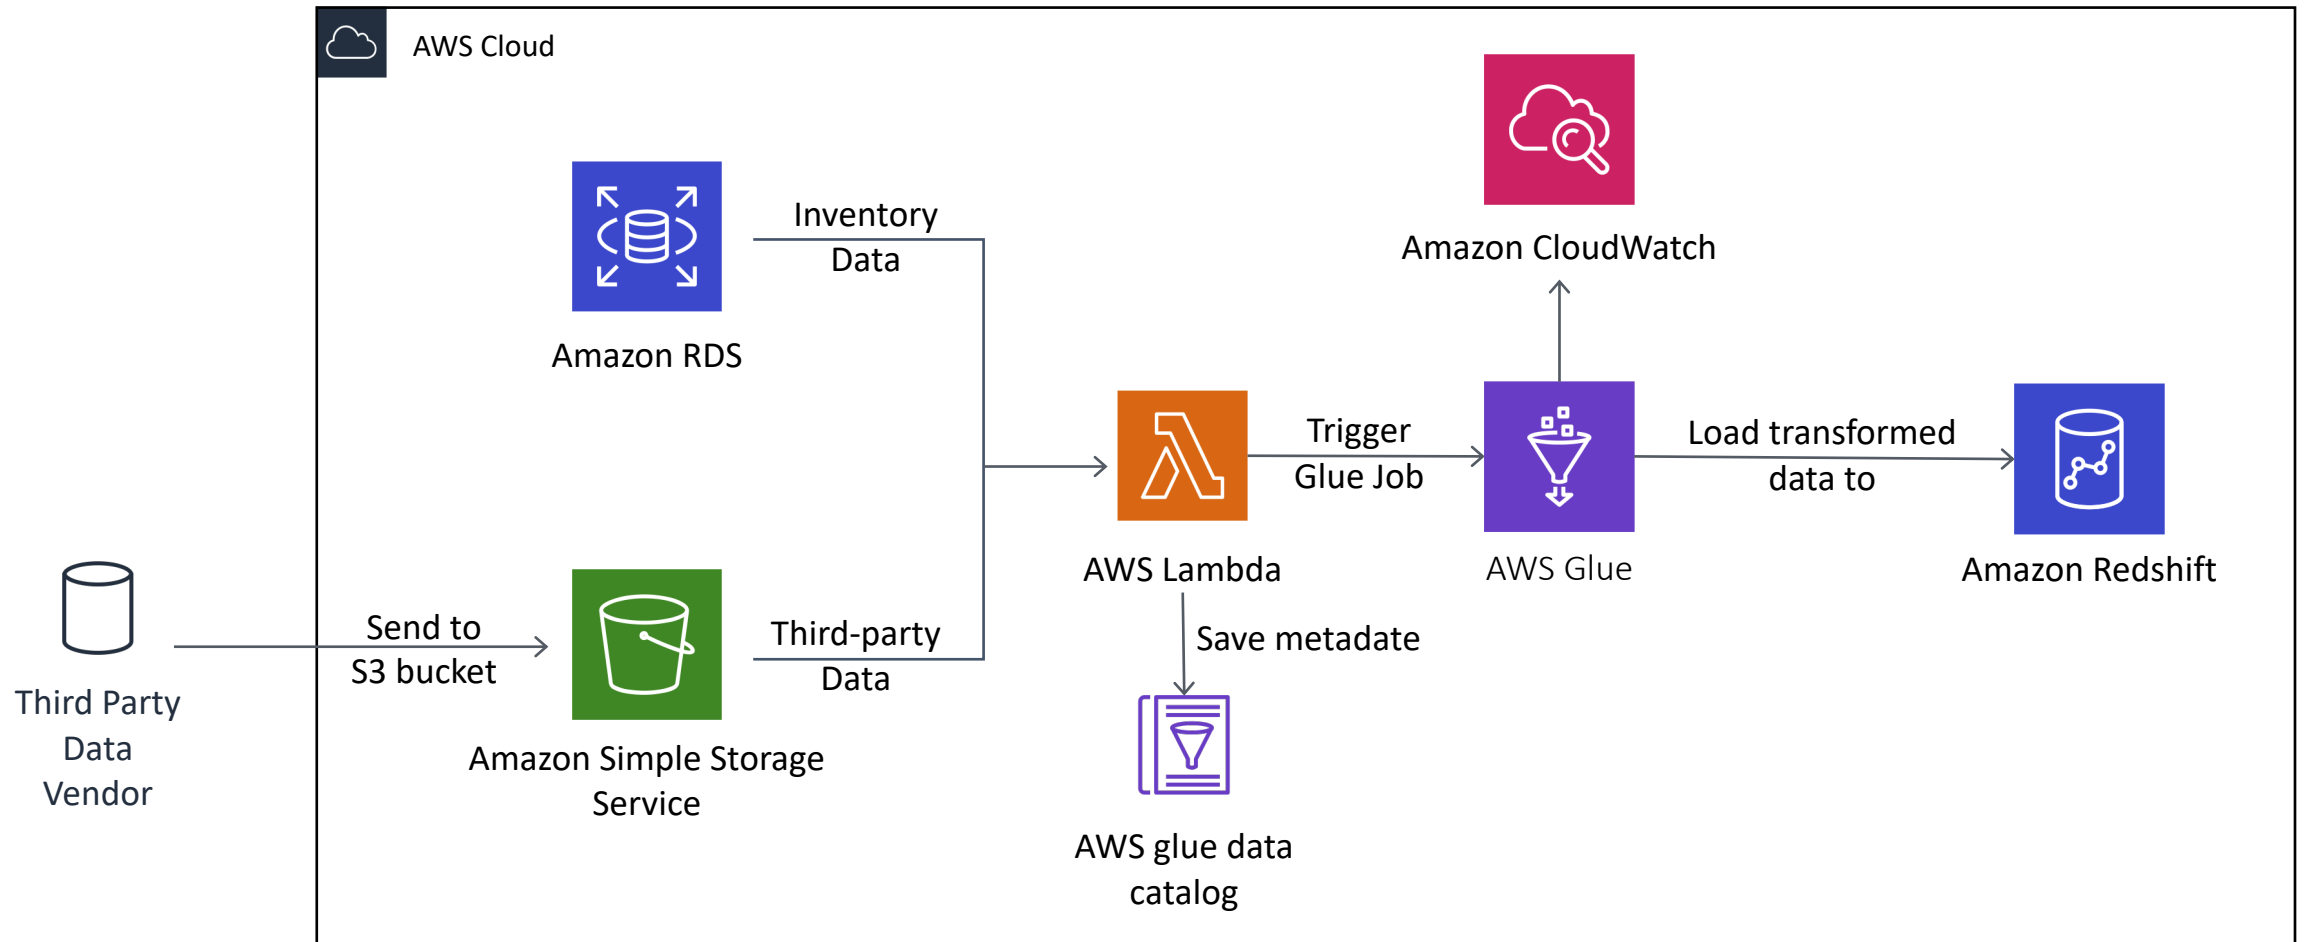 AWS Cloud
Inventory
Data
Amazon RDS
Amazon CloudWatch
Trigger
Glue Job
Load transformed
data to
AWS Lambda
AWS Glue
Amazon Redshift
Send to
S3 bucket
Third-party
Data
Save metadate
Third Party
Data
Vendor
Amazon Simple Storage
Service
AWS glue data
catalog